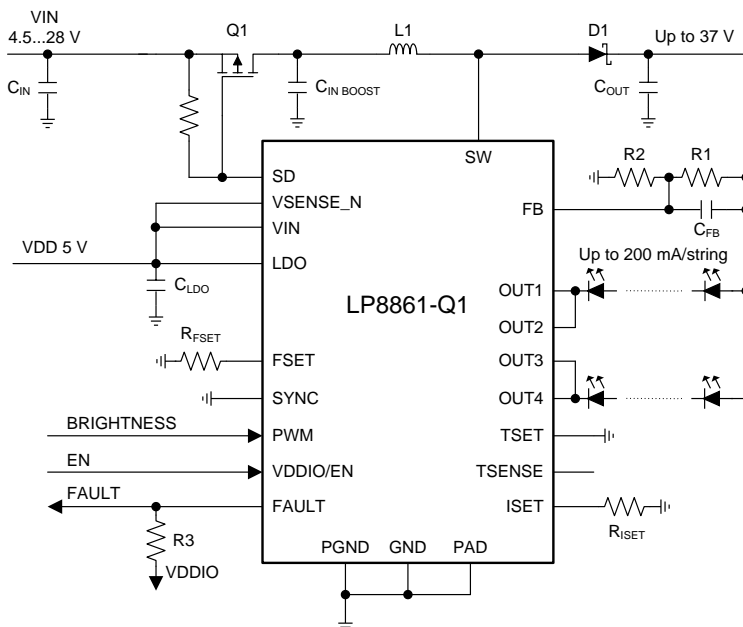 VIN
4.5...28 V
Q1
L1
D1
Up to 37 V
CIN
CIN BOOST
COUT
SW
R2
R1
SD
VSENSE_N
FB
CFB
VIN
VDD 5 V
LDO
Up to 200 mA/string
CLDO
LP8861-Q1
OUT1
OUT2
RFSET
FSET
OUT3
SYNC
OUT4
BRIGHTNESS
PWM
TSET
EN
VDDIO/EN
TSENSE
FAULT
FAULT
ISET
RISET
R3
VDDIO
PGND
GND
PAD